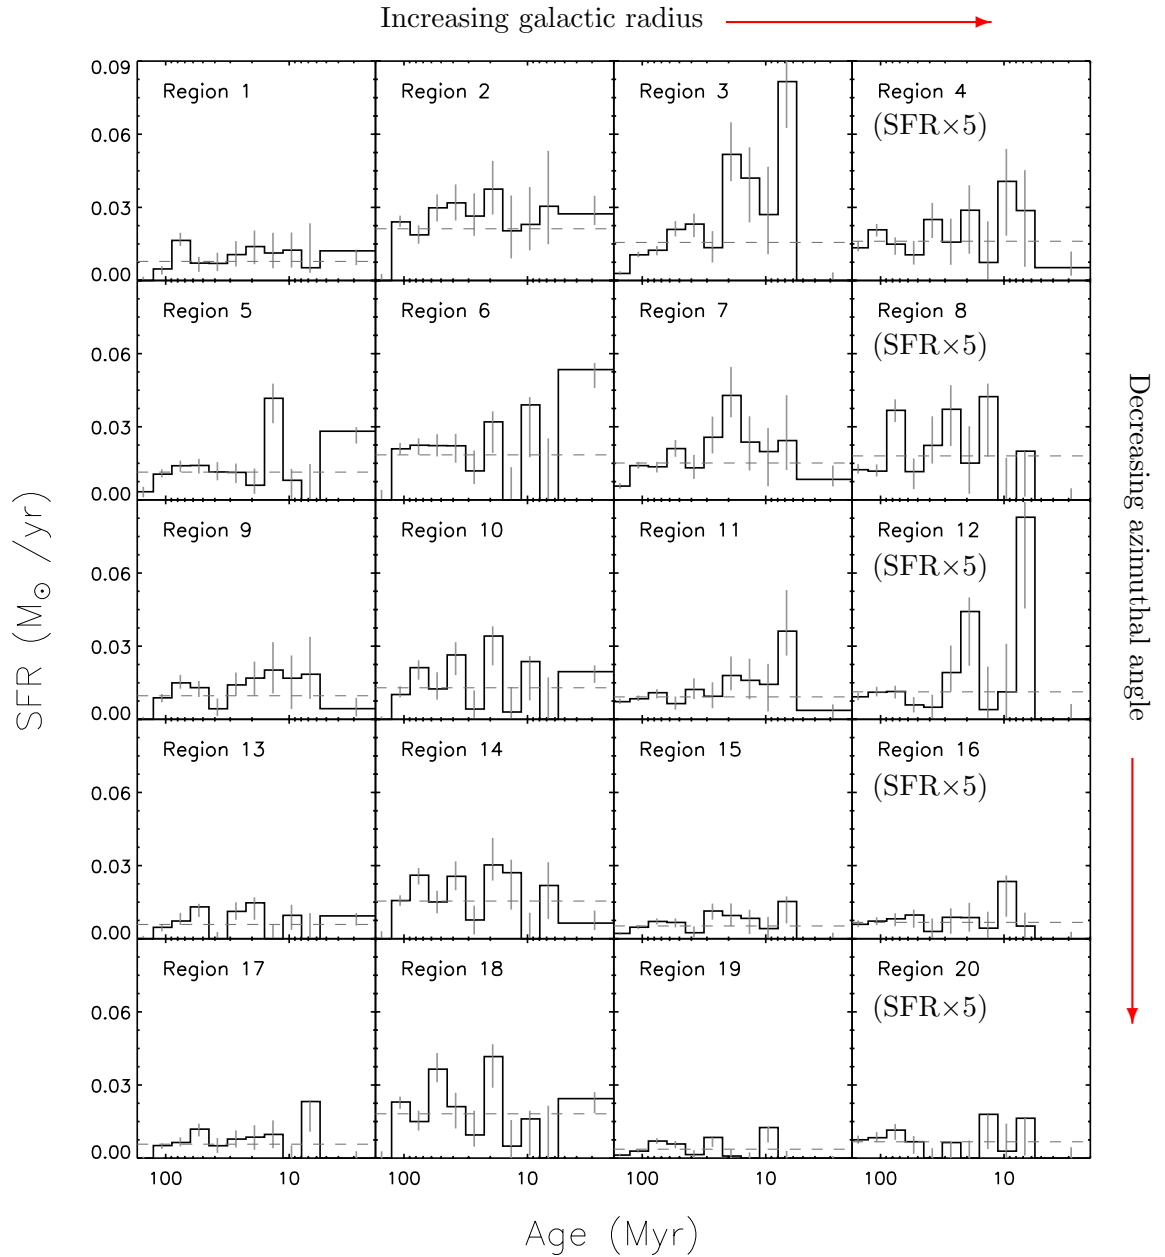 Increasing galactic radius
0.09
Region 1
Region 2
Region 3
Region 4
(SFR×5)
0.06
0.03
0.00
Region 5
Region 6
Region 7
Region 8
(SFR×5)
0.06
0.03
0.00
Region 9
Region 10
Region 11
Region 12
(SFR×5)
0.06
0.03
0.00
Region 13
Region 14
Region 15
Region 16
(SFR×5)
0.06
0.03
0.00
Region 17
Region 18
Region 19
Region 20
(SFR×5)
0.06
0.03
0.00
100 10 100 10 100 10 100 10
Age (Myr)
SFR (M⊙ /yr)
Decreasing azimuthal angle